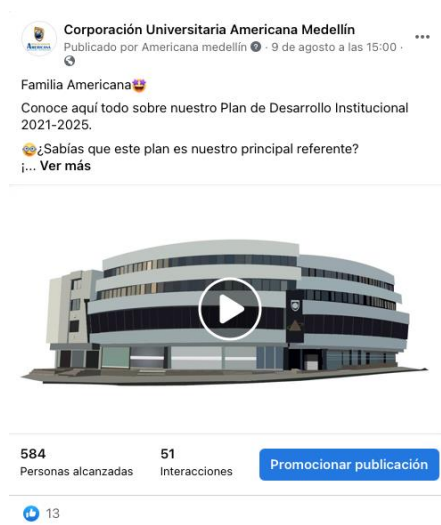 Corporación Universitaria Americana Medellín
Publicado por Americana medellín · 9 de agosto a las 15:00 ·
AMERICANA
Familia Americana
Conoce aquí todo sobre nuestro Plan de Desarrollo Institucional
2021-2025.
¿Sabías que este plan es nuestro principal referente?
¡... Ver más
584
Personas alcanzadas
51
Interacciones
Promocionar publicación
13